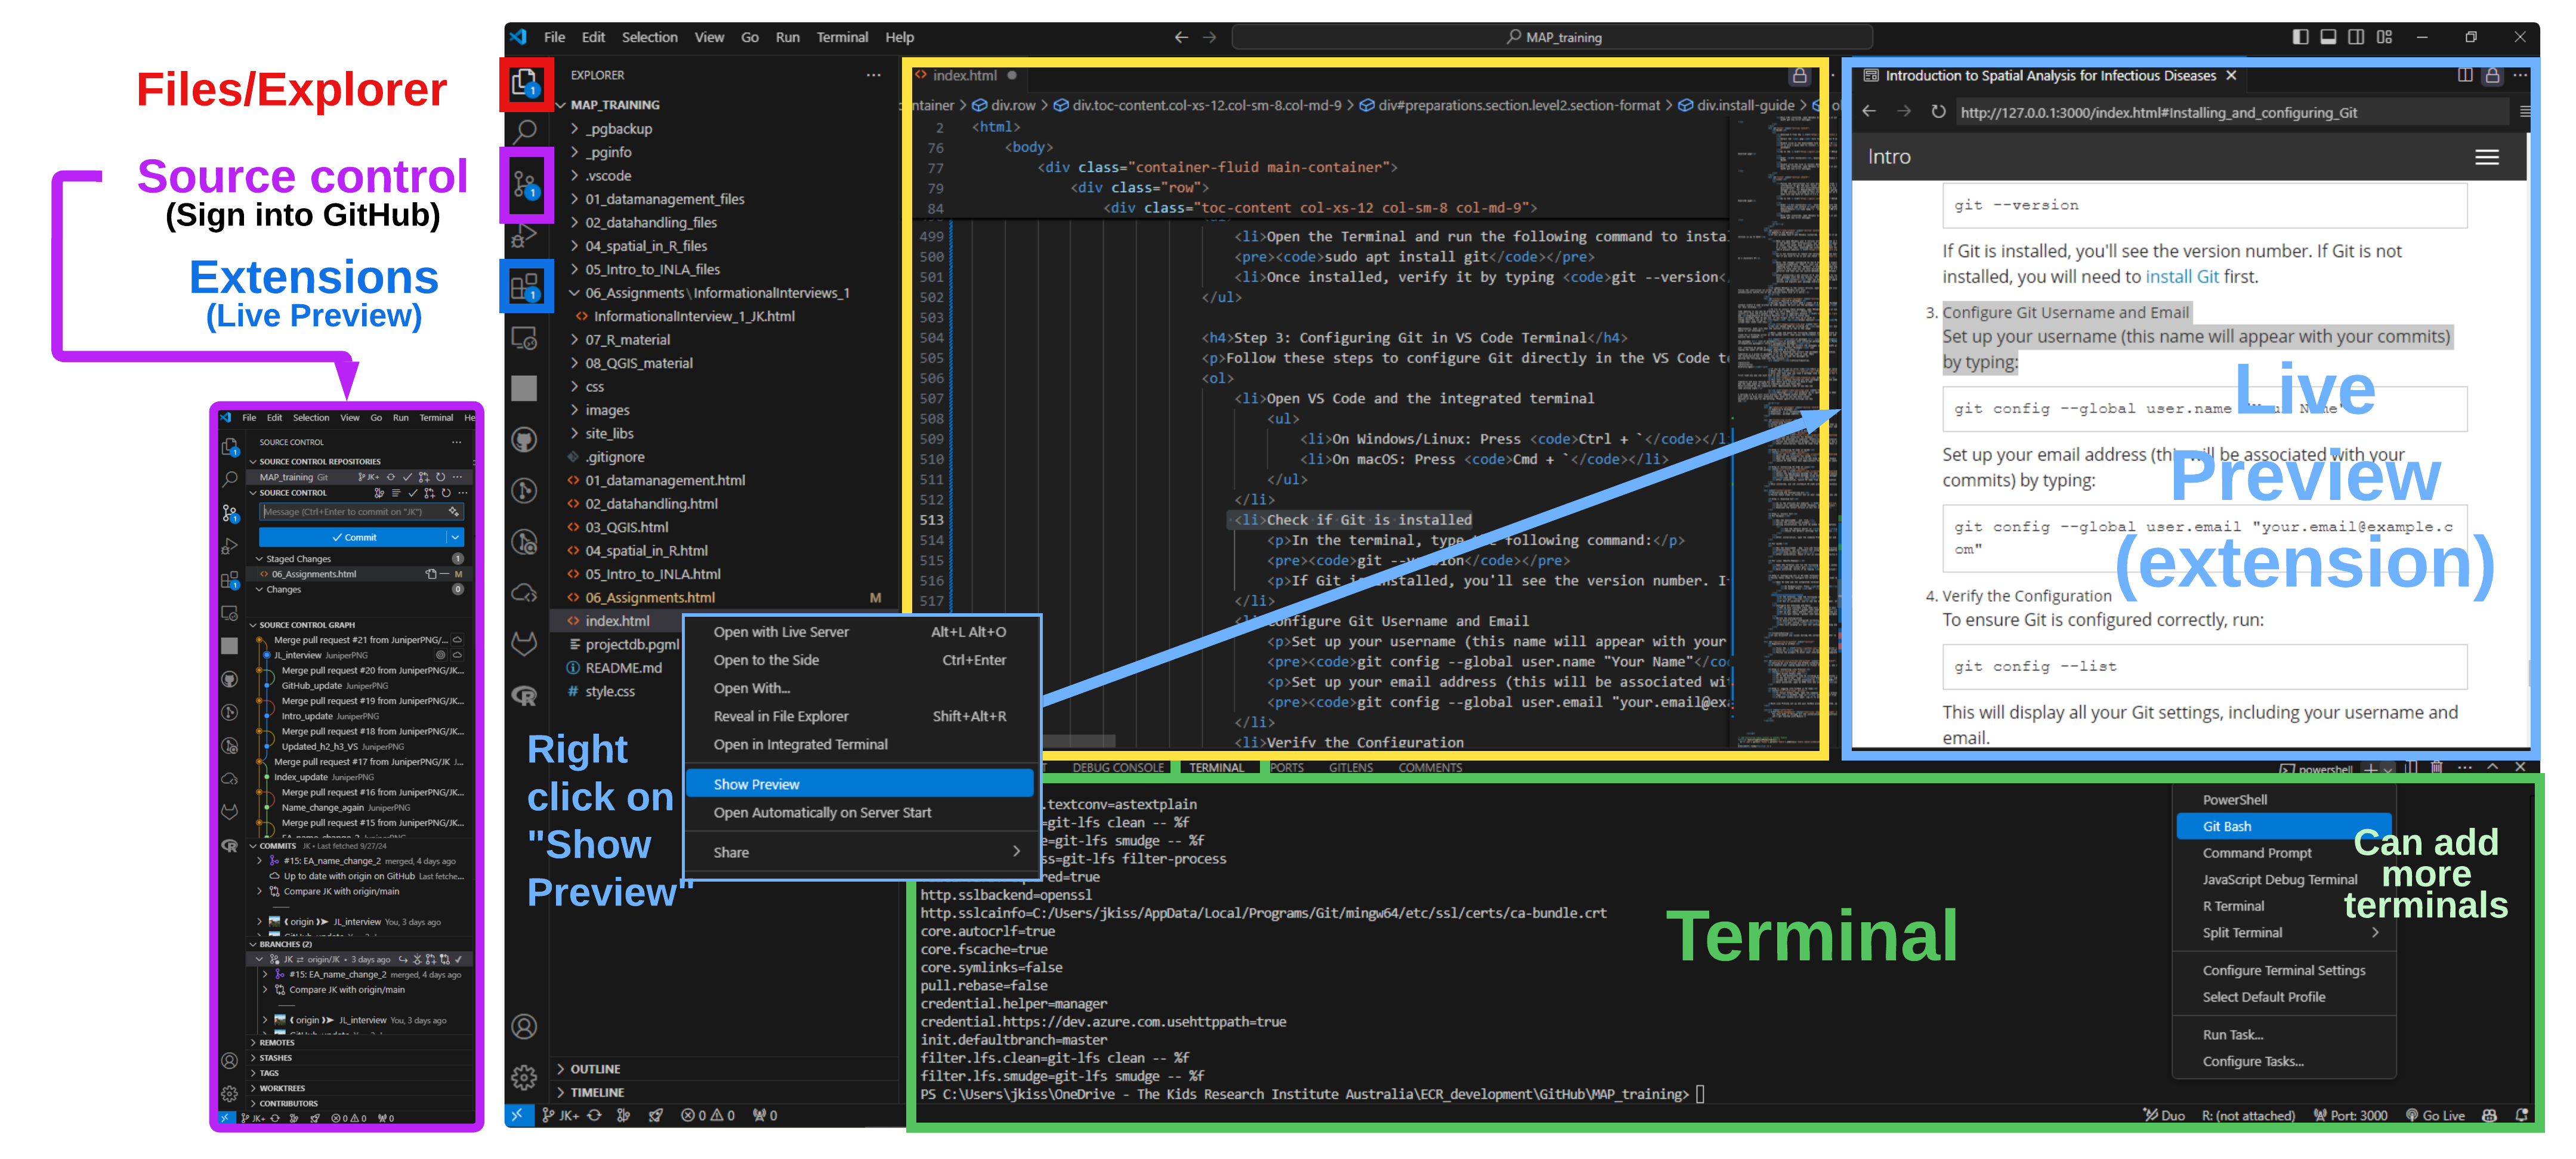 Files/Explorer
Source control
(Sign into GitHub)
Extensions
(Live Preview)
File Edit Selection View Go Run Terminal He
SOURCE CONTROL
SOURCE CONTROL REPOSITORIES
MAP_training Git JK+
SOURCE CONTROL
Message (Ctrl+Enter to commit on "JK")
Commit
Staged Changes 1
06_Assignments.html M
Changes 0
SOURCE CONTROL GRAPH
Merge pull request #21 from JuniperPNG/...
JL_interview JuniperPNG
Merge pull request #20 from JuniperPNG/JK...
GitHub_update JuniperPNG
Merge pull request #19 from JuniperPNG/JK...
Intro_update JuniperPNG
Merge pull request #18 from JuniperPNG/JK...
Updated_h2_h3_VS JuniperPNG
Merge pull request #17 from JuniperPNG/JK J...
Index_update JuniperPNG
Merge pull request #16 from JuniperPNG/JK...
Name_change_again JuniperPNG
Merge pull request #15 from JuniperPNG/JK...
COMMITS JK • Last fetched 9/27/24
#15: EA_name_change_2 merged, 4 days ago
Up to date with origin on GitHub Last fetche...
Compare JK with origin/main
origin JL_interview You, 3 days ago
BRANCHES (2)
JK ⇄ origin/JK • 3 days ago
#15: EA_name_change_2 merged, 4 days ago
Compare JK with origin/main
origin JL_interview You, 3 days ago
REMOTES
STASHES
TAGS
WORKTREES
CONTRIBUTORS
JK+ 0 0 0
File Edit Selection View Go Run Terminal Help
MAP_training
EXPLORER
MAP_TRAINING
_pgbackup
_pginfo
.vscode
01_datamanagement_files
02_datahandling_files
04_spatial_in_R_files
05_Intro_to_INLA_files
06_Assignments\InformationalInterviews_1
InformationalInterview_1_JK.html
07_R_material
08_QGIS_material
css
images
site_libs
.gitignore
01_datamanagement.html
02_datahandling.html
03_QGIS.html
04_spatial_in_R.html
05_Intro_to_INLA.html
06_Assignments.html M
index.html
projectdb.pgml
README.md
style.css
Right
click on
"Show
Preview"
OUTLINE
TIMELINE
JK+ 0 0 0
Open with Live Server Alt+L Alt+O
Open to the Side Ctrl+Enter
Open With...
Reveal in File Explorer Shift+Alt+R
Open in Integrated Terminal
Show Preview
Open Automatically on Server Start
Share
index.html
ntainer > div.row > div.toc-content.col-xs-12.col-sm-8.col-md-9 > div#preparations.section.level2.section-format > div.install-guide > ol
2 <html>
76 <body>
77 <div class="container-fluid main-container">
79 <div class="row">
84 <div class="toc-content col-xs-12 col-sm-8 col-md-9">
499 <li>Open the Terminal and run the following command to insta
500 <pre><code>sudo apt install git</code></pre>
501 <li>Once installed, verify it by typing <code>git --version<
502 </ul>
503
504 <h4>Step 3: Configuring Git in VS Code Terminal</h4>
505 <p>Follow these steps to configure Git directly in the VS Code t
506 <ol>
507 <li>Open VS Code and the integrated terminal
508 <ul>
509 <li>On Windows/Linux: Press <code>Ctrl + `</code></l
510 <li>On macOS: Press <code>Cmd + `</code></li>
511 </ul>
512 </li>
513 <li>Check if Git is installed
514 <p>In the terminal, type the following command:</p>
515 <pre><code>git --version</code></pre>
516 <p>If Git is installed, you'll see the version number. I
517 </li>
<li>Configure Git Username and Email
<p>Set up your username (this name will appear with your
<pre><code>git config --global user.name "Your Name"</co
<p>Set up your email address (this will be associated wi
<pre><code>git config --global user.email "your.email@ex
</li>
<li>Verify the Configuration
Introduction to Spatial Analysis for Infectious Diseases
http://127.0.0.1:3000/index.html#Installing_and_configuring_Git
Intro
git --version
If Git is installed, you'll see the version number. If Git is not
installed, you will need to install Git first.
3. Configure Git Username and Email
Set up your username (this name will appear with your commits)
by typing:
git config --global user.name "Your Name"
Set up your email address (this will be associated with your
commits) by typing:
git config --global user.email "your.email@example.c
om"
4. Verify the Configuration
To ensure Git is configured correctly, run:
git config --list
This will display all your Git settings, including your username and
email.
Live
Preview
(extension)
T DEBUG CONSOLE TERMINAL PORTS GITLENS COMMENTS
powershell
.textconv=astextplain
=git-lfs clean -- %f
e=git-lfs smudge -- %f
ss=git-lfs filter-process
red=true
http.sslbackend=openssl
http.sslcainfo=C:/Users/jkiss/AppData/Local/Programs/Git/mingw64/etc/ssl/certs/ca-bundle.crt
core.autocrlf=true
core.fscache=true
core.symlinks=false
pull.rebase=false
credential.helper=manager
credential.https://dev.azure.com.usehttppath=true
init.defaultbranch=master
filter.lfs.clean=git-lfs clean -- %f
filter.lfs.smudge=git-lfs smudge -- %f
PS C:\Users\jkiss\OneDrive - The Kids Research Institute Australia\ECR_development\GitHub\MAP_training>
Terminal
PowerShell
Git Bash
Command Prompt
JavaScript Debug Terminal
R Terminal
Split Terminal
Configure Terminal Settings
Select Default Profile
Run Task...
Configure Tasks...
Can add
more
terminals
Duo R: (not attached) Port: 3000 Go Live